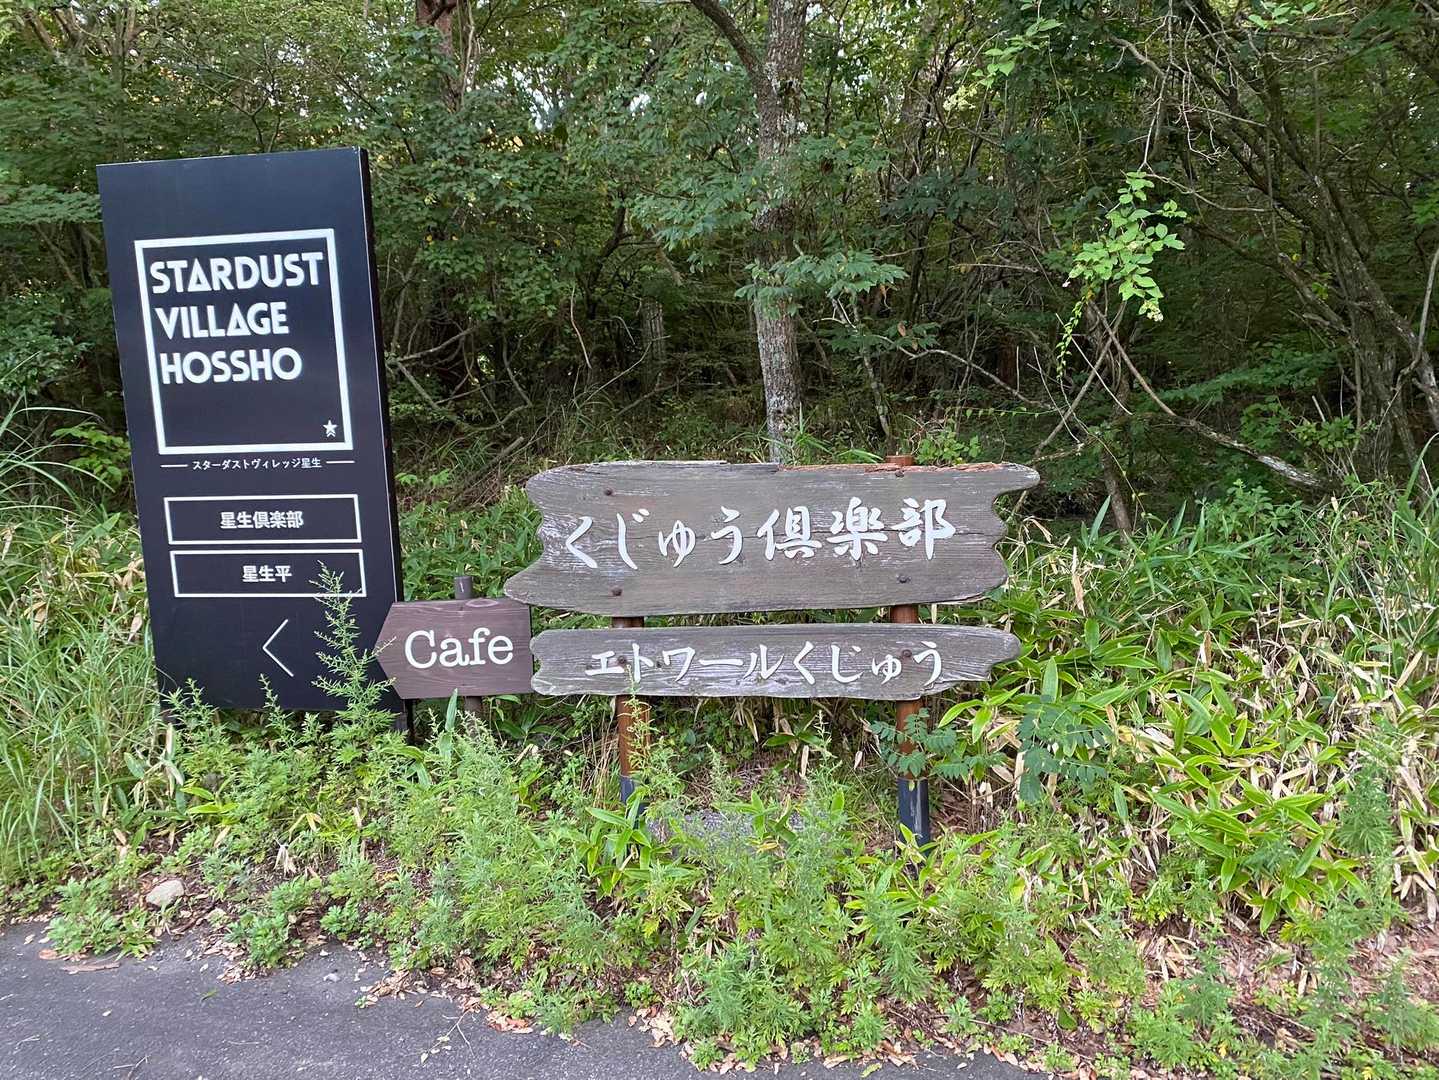 STARDUST
VILLAGE
HOSSHO
スターダストヴィレッジ星生
星生倶楽部
星生平
Cafe
くじゅう倶楽部
エトワールくじゅう